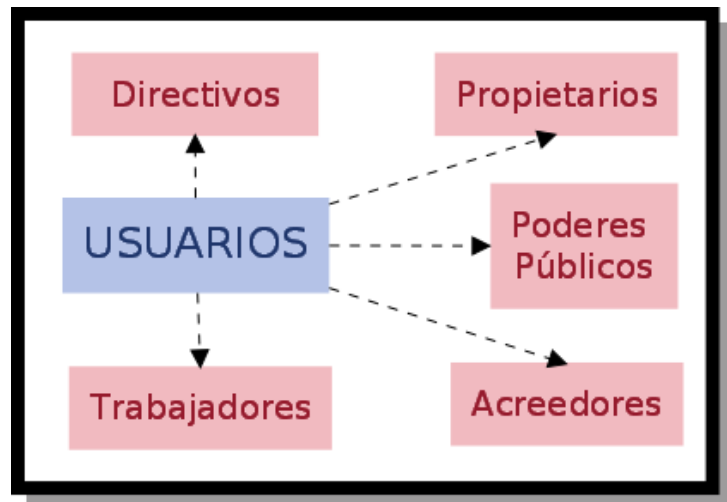 Directivos
Propietarios
USUARIOS
Poderes
Públicos
Trabajadores
Acreedores